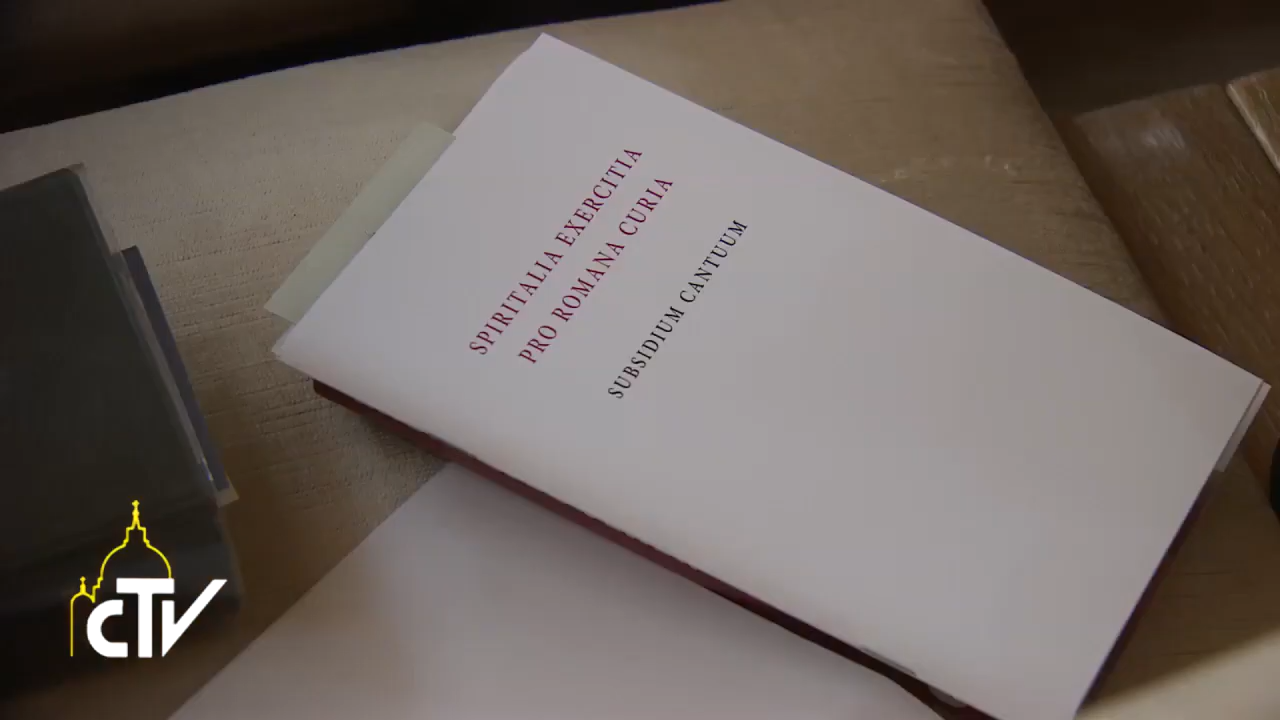 SPIRITALIA EXERCITIA
PRO ROMANA CURIA
SUBSIDIUM CANTUUM
CTV